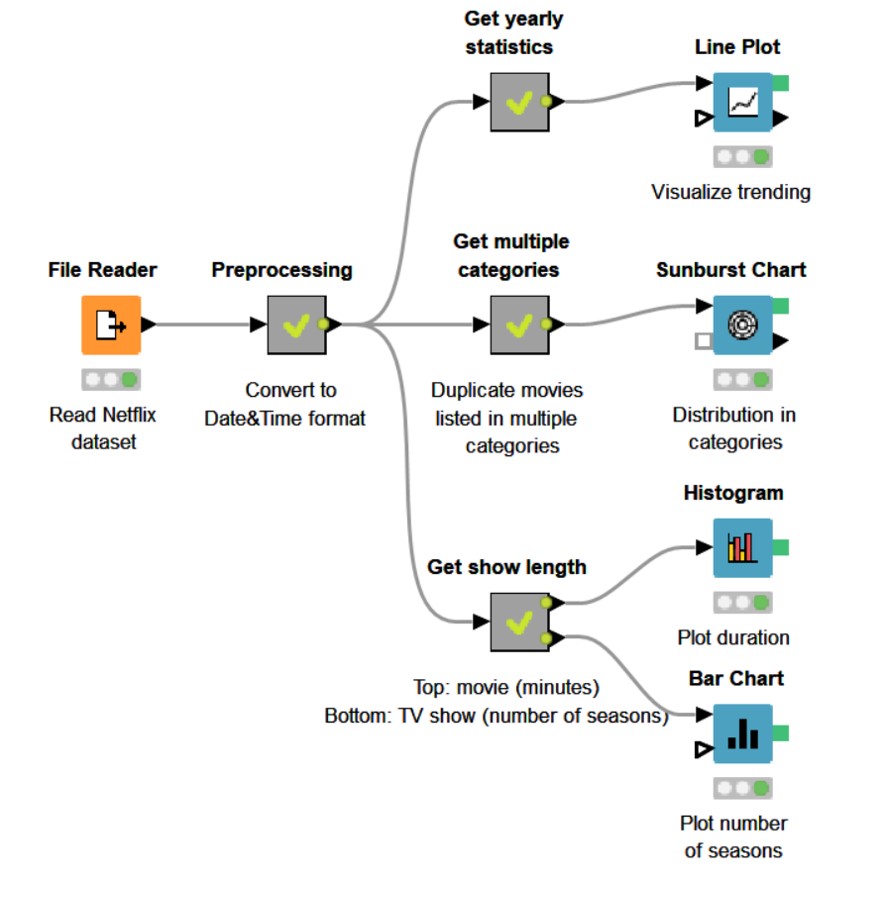 Get yearly
statistics
Line Plot
Visualize trending
File Reader
Preprocessing
Get multiple
categories
Sunburst Chart
Read Netflix
dataset
Convert to
Date&Time format
Duplicate movies
listed in multiple
categories
Distribution in
categories
Histogram
Get show length
Plot duration
Top: movie (minutes)
Bottom: TV show (number of seasons)
Bar Chart
Plot number
of seasons